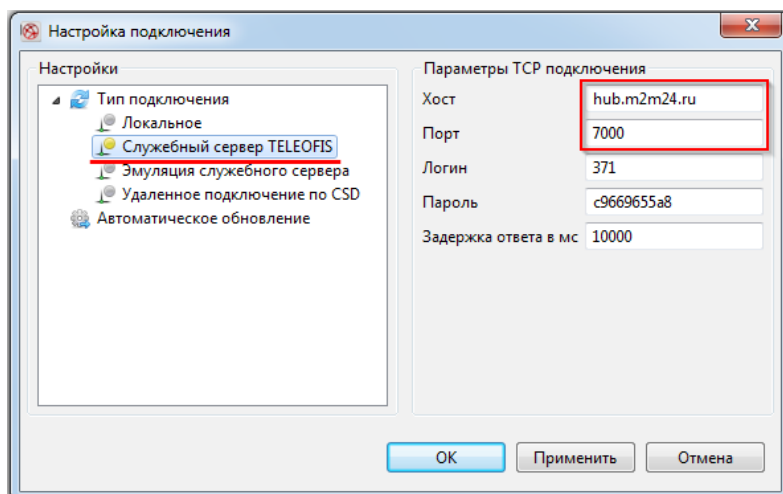 Настройка подключения
Настройки
Тип подключения
Локальное
Служебный сервер TELEOFIS
Эмуляция служебного сервера
Удаленное подключение по CSD
Автоматическое обновление
Параметры TCP подключения
Хост hub.m2m24.ru
Порт 7000
Логин 371
Пароль c9669655a8
Задержка ответа в мс 10000
ОК Применить Отмена